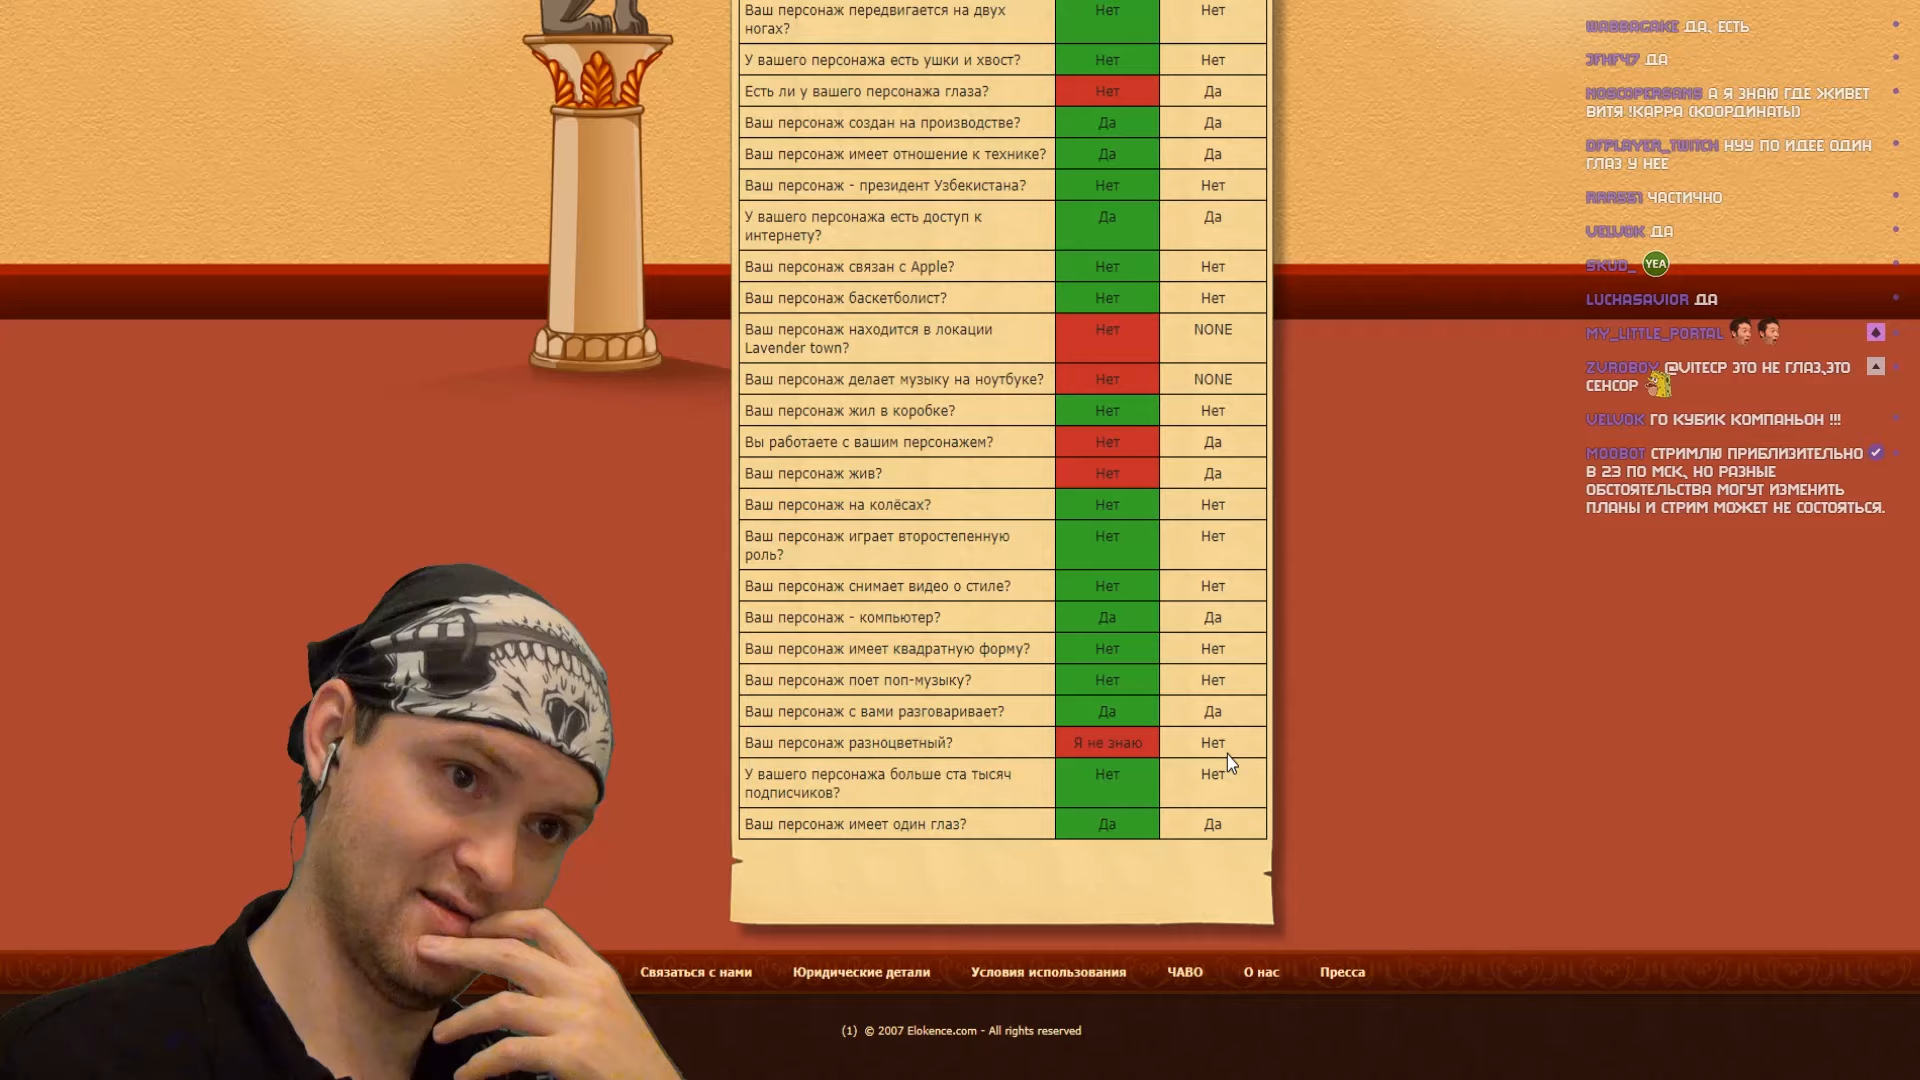 Ваш персонаж передвигается на двух Нет Нет
ногах?
У вашего персонажа есть ушки и хвост? Нет Нет
Есть ли у вашего персонажа глаза? Нет Да
Ваш персонаж создан на производстве? Да Да
Ваш персонаж имеет отношение к технике? Да Да
Ваш персонаж - президент Узбекистана? Нет Нет
У вашего персонажа есть доступ к Да Да
интернету?
Ваш персонаж связан с Apple? Нет Нет
Ваш персонаж баскетболист? Нет Нет
Ваш персонаж находится в локации Нет NONE
Lavender town?
Ваш персонаж делает музыку на ноутбуке? Нет NONE
Ваш персонаж жил в коробке? Нет Нет
Вы работаете с вашим персонажем? Нет Да
Ваш персонаж жив? Нет Да
Ваш персонаж на колёсах? Нет Нет
Ваш персонаж играет второстепенную Нет Нет
роль?
Ваш персонаж снимает видео о стиле? Нет Нет
Ваш персонаж - компьютер? Да Да
Ваш персонаж имеет квадратную форму? Нет Нет
Ваш персонаж поет поп-музыку? Нет Нет
Ваш персонаж с вами разговаривает? Да Да
Ваш персонаж разноцветный? Я не знаю Нет
У вашего персонажа больше ста тысяч Нет Нет
подписчиков?
Ваш персонаж имеет один глаз? Да Да
WABBACAKE ДА, ЕСТЬ
JFHF47 ДА
NOSCOPERSANS А Я ЗНАЮ ГДЕ ЖИВЕТ
ВИТЯ !КАРРА (КООРДИНАТЫ)
DFPLAYER_TWITCH НУУ ПО ИДЕЕ ОДИН
ГЛАЗ У НЕЕ
ЧАСТИЧНО
VELVOK ДА
SKUD_ YEA
LUCHASAVIOR ДА
MY_LITTLE_PORTAL
ZVROBOY @VITECP ЭТО НЕ ГЛАЗ,ЭТО
СЕНСОР
VELVOK ГО КУБИК КОМПАНЬОН !!!
MOOBOT СТРИМЛЮ ПРИБЛИЗИТЕЛЬНО
В 23 ПО МСК, НО РАЗНЫЕ
ОБСТОЯТЕЛЬСТВА МОГУТ ИЗМЕНИТЬ
ПЛАНЫ И СТРИМ МОЖЕТ НЕ СОСТОЯТЬСЯ.
Связаться с нами Юридические детали Условия использования ЧАВО О нас Пресса
(1) © 2007 Elokence.com - All rights reserved